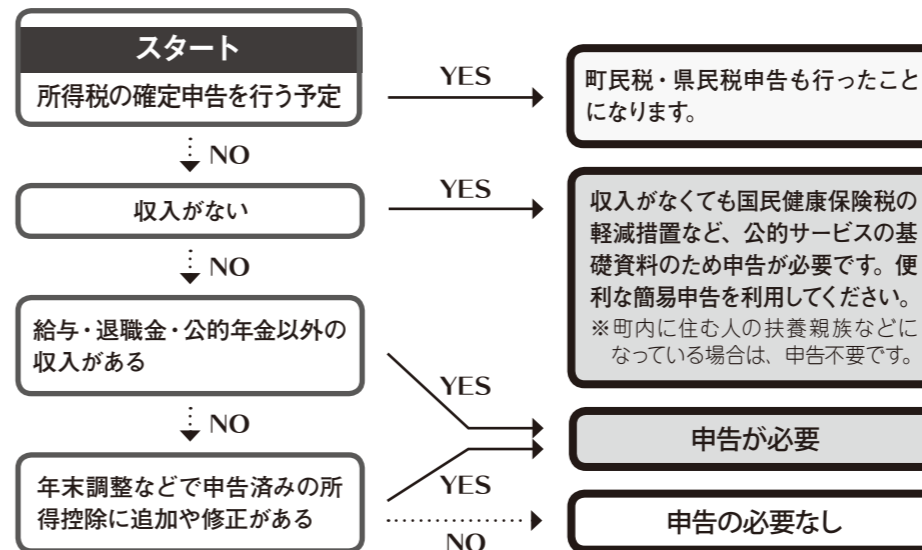 スタート
所得税の確定申告を行う予定
YES
町民税・県民税申告も行ったこと
になります。
NO
収入がない
YES
収入がなくても国民健康保険税の
軽減措置など、公的サービスの基
礎資料のため申告が必要です。便
利な簡易申告を利用してください。
※町内に住む人の扶養親族などに
なっている場合は、申告不要です。
NO
給与・退職金・公的年金以外の
収入がある
YES
申告が必要
NO
年末調整などで申告済みの所
得控除に追加や修正がある
YES
NO
申告の必要なし